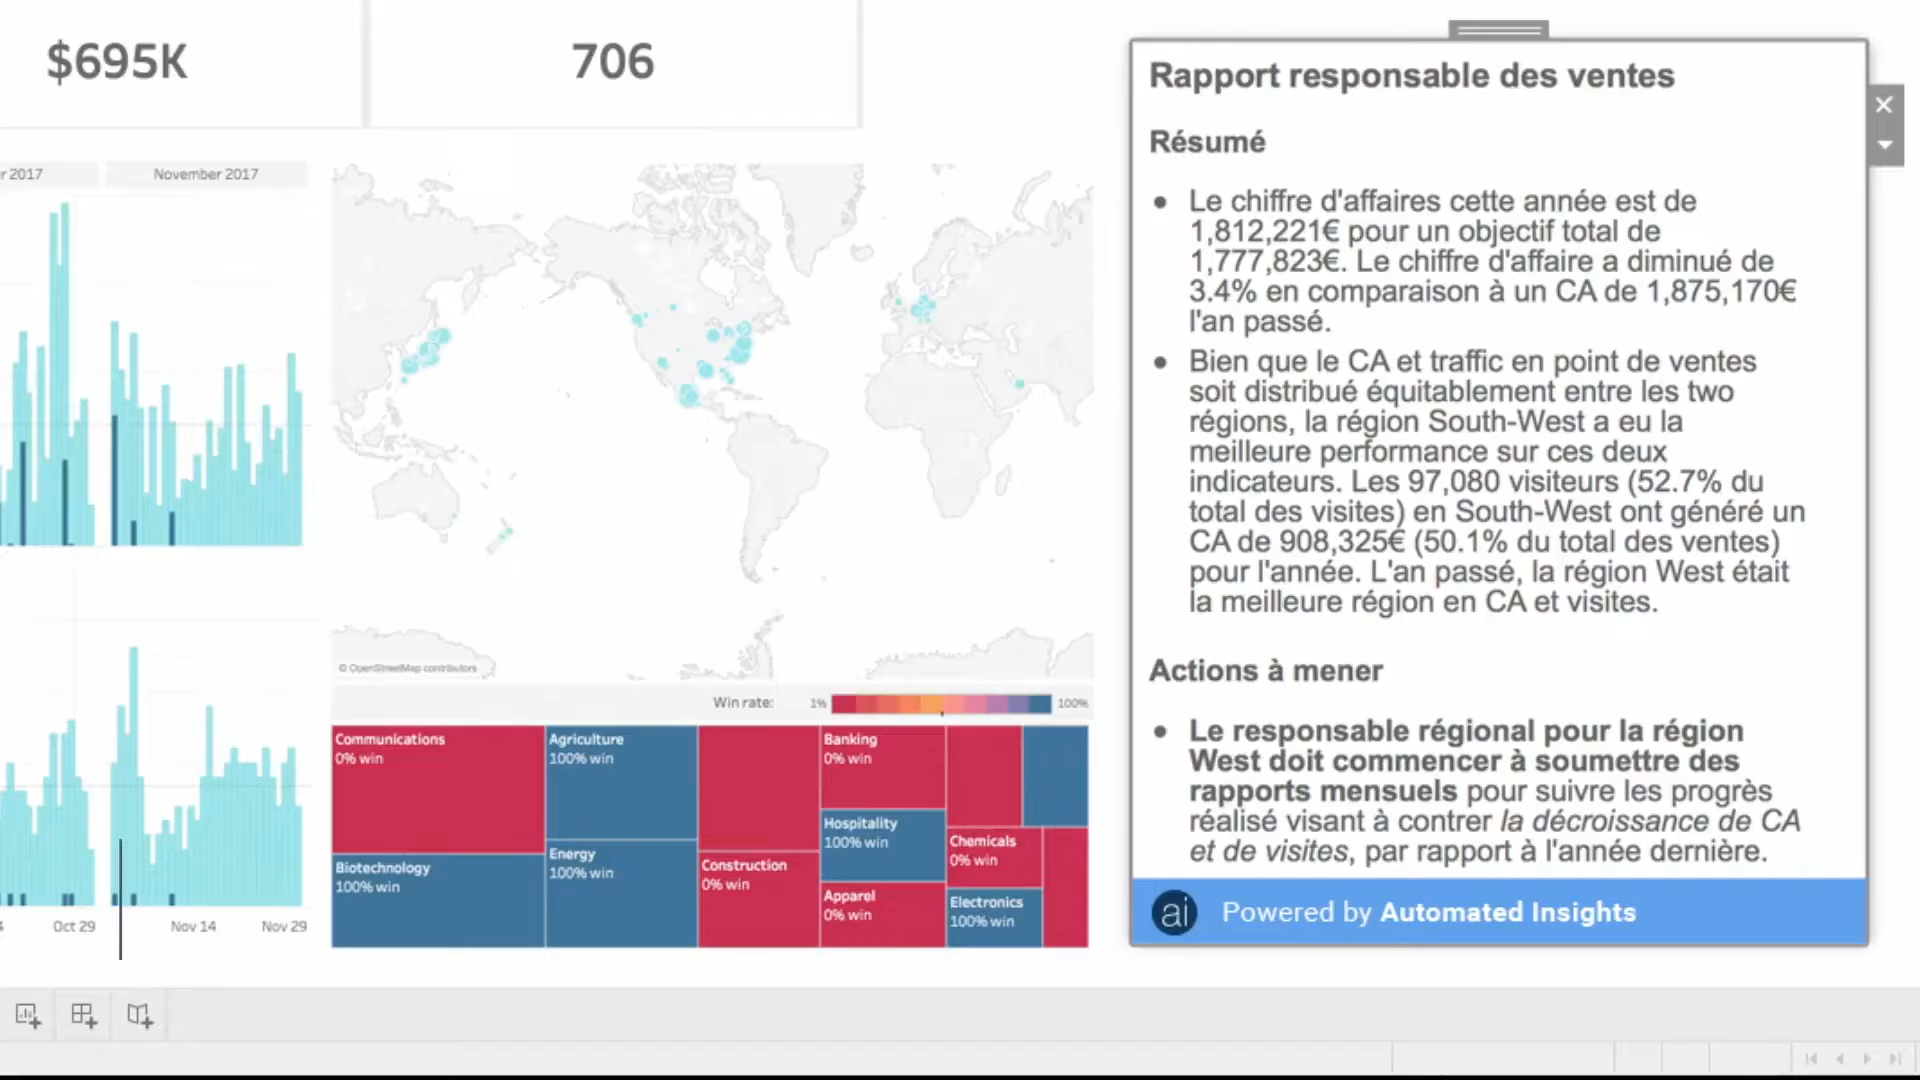 $695K
706
r 2017
November 2017
© OpenStreetMap contributors
Oct 29
Nov 14
Nov 29
Win rate:
1%
100%
Communications
0% win
Agriculture
100% win
Banking
0% win
Hospitality
100% win
Chemicals
0% win
Biotechnology
100% win
Energy
100% win
Construction
0% win
Apparel
0% win
Electronics
100% win
Rapport responsable des ventes
Résumé
Le chiffre d'affaires cette année est de
1,812,221€ pour un objectif total de
1,777,823€. Le chiffre d'affaire a diminué de
3.4% en comparaison à un CA de 1,875,170€
l'an passé.
Bien que le CA et traffic en point de ventes
soit distribué équitablement entre les two
régions, la région South-West a eu la
meilleure performance sur ces deux
indicateurs. Les 97,080 visiteurs (52.7% du
total des visites) en South-West ont généré un
CA de 908,325€ (50.1% du total des ventes)
pour l'année. L'an passé, la région West était
la meilleure région en CA et visites.
Actions à mener
Le responsable régional pour la région
West doit commencer à soumettre des
rapports mensuels pour suivre les progrès
réalisé visant à contrer la décroissance de CA
et de visites, par rapport à l'année dernière.
ai Powered by Automated Insights